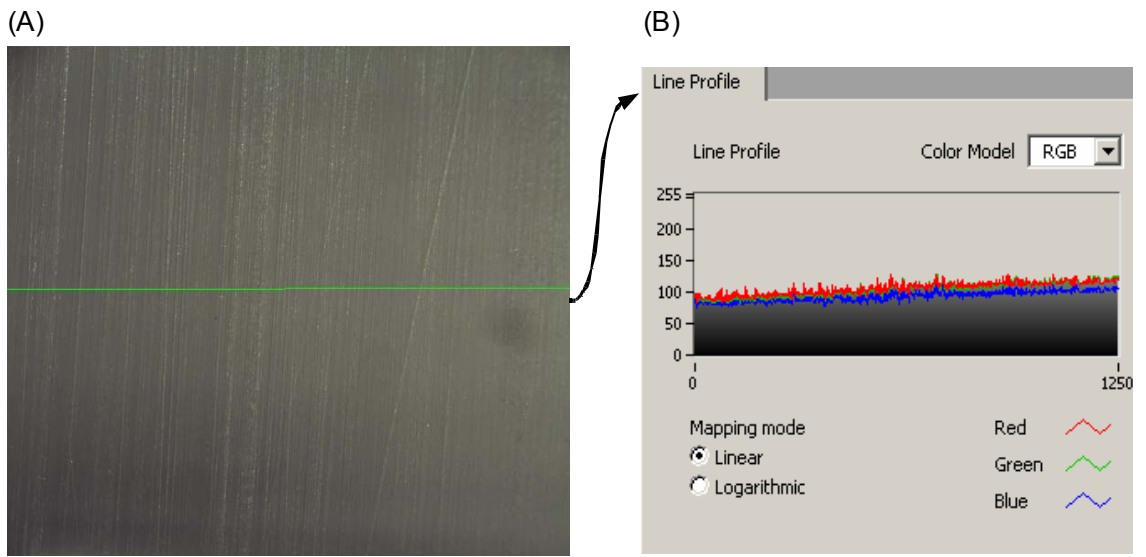 (A)
(B)
Line Profile
Line Profile Color Model RGB
255
200
150
100
50
0
0 1250
Mapping mode Red
Linear Green
Logarithmic Blue